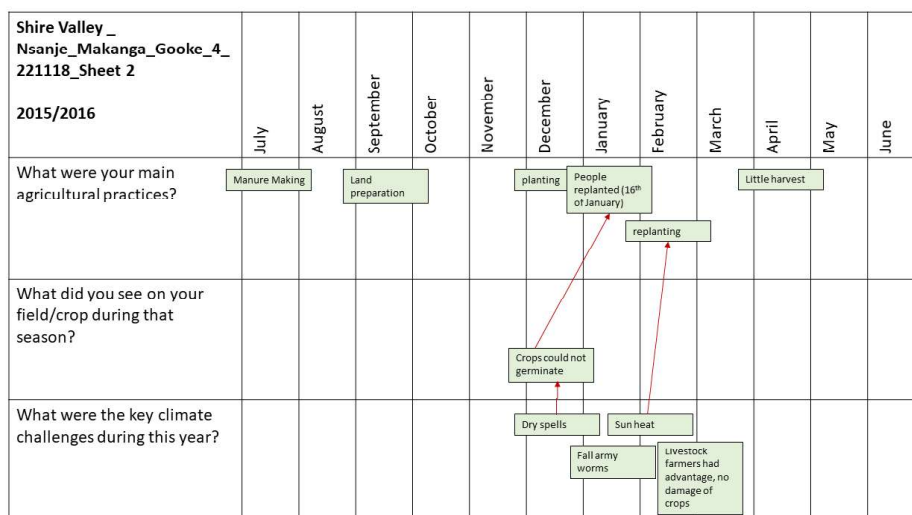 Shire Valley _
Nsanje_Makanga_Gooke_4_
221118_Sheet 2
2015/2016
July
August
September
October
November
December
January
February
March
April
May
June
What were your main
agricultural practices?
Manure Making
Land
preparation
planting
People
replanted (16th
of January)
replanting
Little harvest
What did you see on your
field/crop during that
season?
Crops could not
germinate
What were the key climate
challenges during this year?
Dry spells
Sun heat
Fall army
worms
Livestock
farmers had
advantage, no
damage of
crops